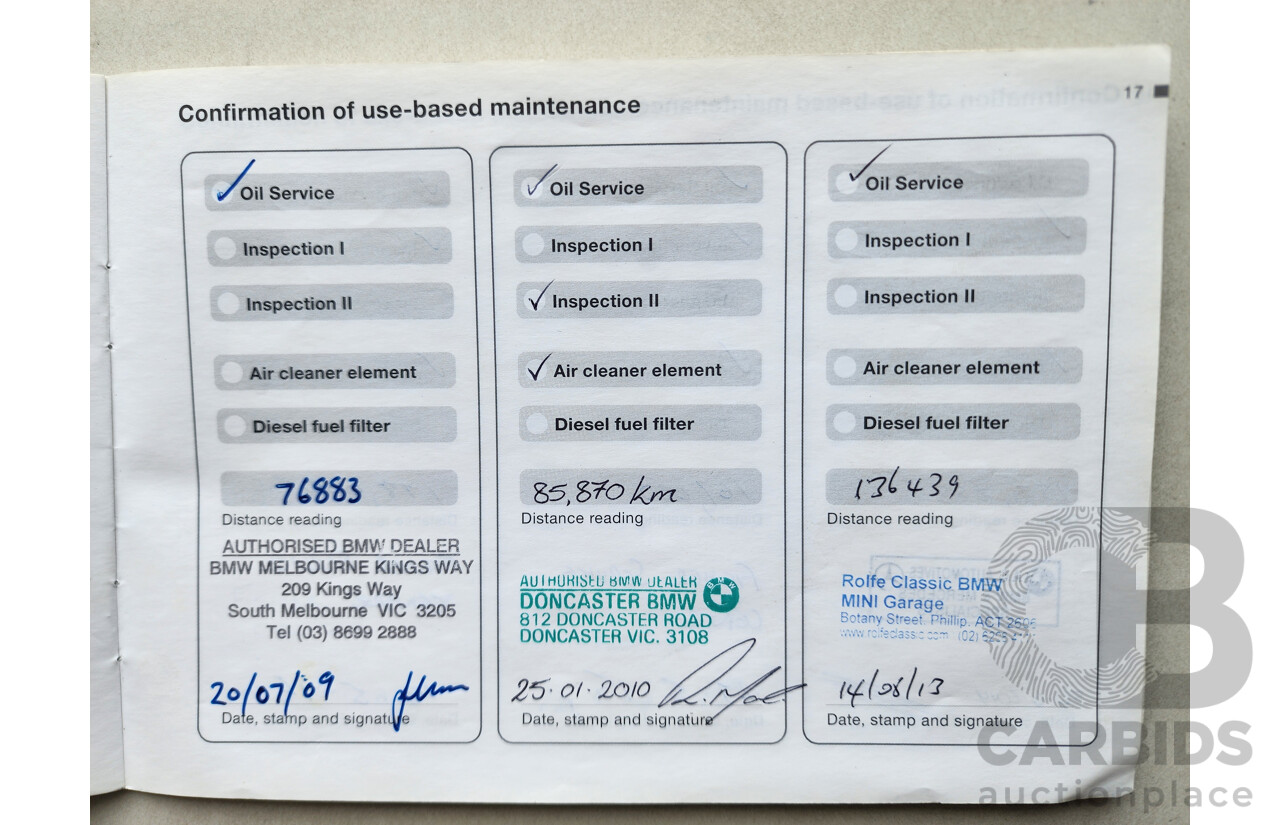 Confirmation of use-based maintenance
17
Oil Service
Inspection I
Inspection II
Air cleaner element
Diesel fuel filter
76883
Distance reading
AUTHORISED BMW DEALER
BMW MELBOURNE KINGS WAY
209 Kings Way
South Melbourne VIC 3205
Tel (03) 8699 2888
20/07/09
Date, stamp and signature
Oil Service
Inspection I
Inspection II
Air cleaner element
Diesel fuel filter
85,870 km
Distance reading
AUTHORISED BMW DEALER
BMW
DONCASTER BMW
812 DONCASTER ROAD
DONCASTER VIC. 3108
25·01·2010
Date, stamp and signature
Oil Service
Inspection I
Inspection II
Air cleaner element
Diesel fuel filter
136439
Distance reading
Rolfe Classic BMW
MINI Garage
Botany Street, Phillip, ACT
www.rolfeclassic.com (02)
14/08/13
Date, stamp and signature
CB
CARBIDS
auctionplace